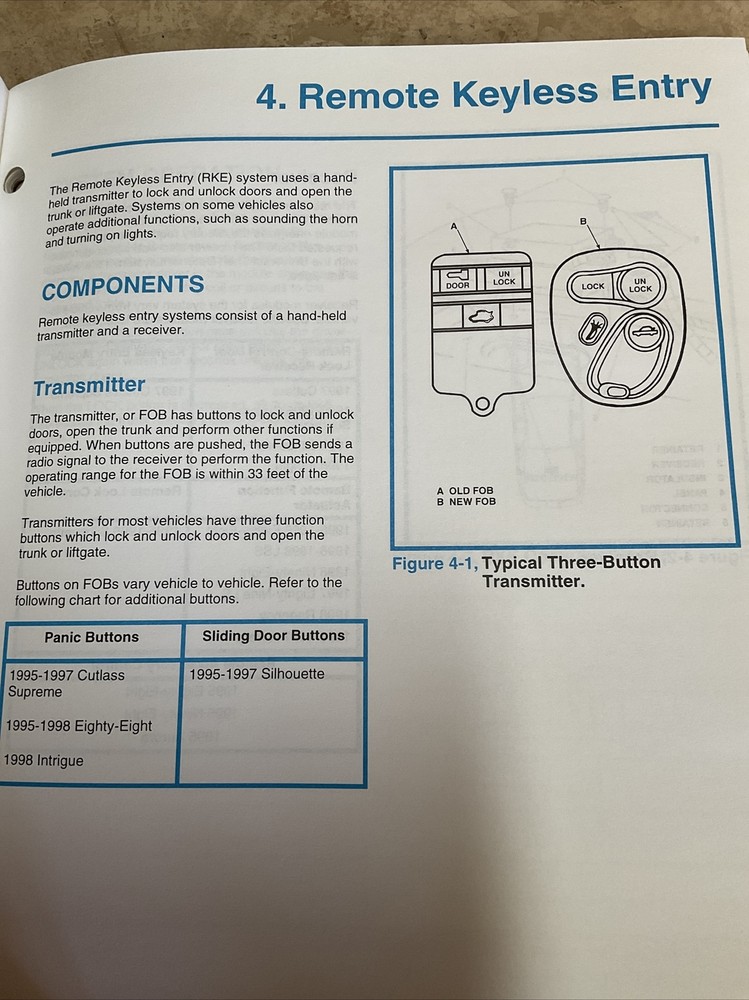 4. Remote Keyless Entry
The Remote Keyless Entry (RKE) system uses a hand-
held transmitter to lock and unlock doors and open the
trunk or liftgate. Systems on some vehicles also
operate additional functions, such as sounding the horn
and turning on lights.
COMPONENTS
Remote keyless entry systems consist of a hand-held
transmitter and a receiver.
Transmitter
The transmitter, or FOB has buttons to lock and unlock
doors, open the trunk and perform other functions if
equipped. When buttons are pushed, the FOB sends a
radio signal to the receiver to perform the function. The
operating range for the FOB is within 33 feet of the
vehicle.
Transmitters for most vehicles have three function
buttons which lock and unlock doors and open the
trunk or liftgate.
Buttons on FOBs vary vehicle to vehicle. Refer to the
following chart for additional buttons.
Panic Buttons
Sliding Door Buttons
1995-1997 Cutlass
Supreme
1995-1998 Eighty-Eight
1998 Intrigue
1995-1997 Silhouette
A
B
DOOR
UN
LOCK
LOCK
UN
LOCK
A OLD FOB
B NEW FOB
Figure 4-1, Typical Three-Button
Transmitter.